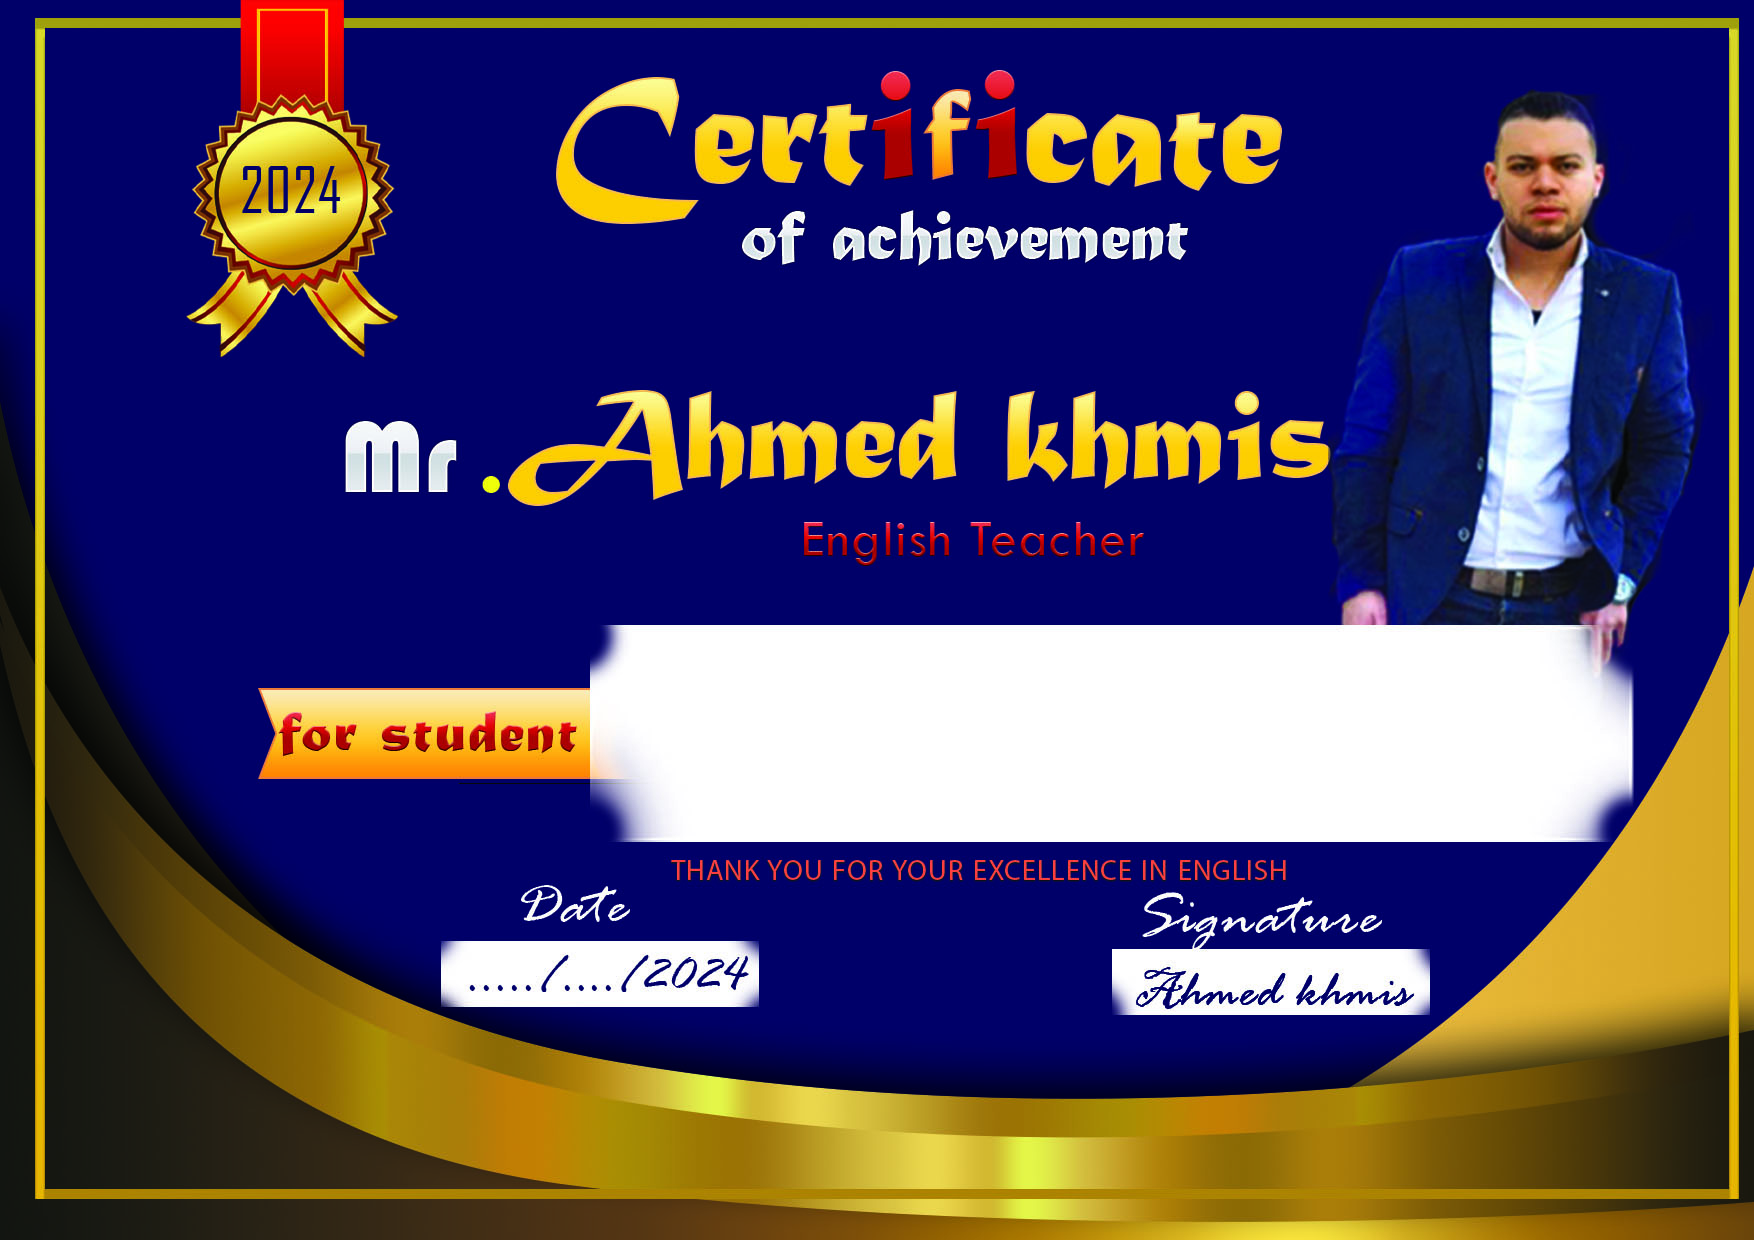 2024
Certificate
of achievement
Mr . Ahmed khmis
English Teacher
for student
THANK YOU FOR YOUR EXCELLENCE IN ENGLISH
Date
...../..../2024
Signature
Ahmed khmis